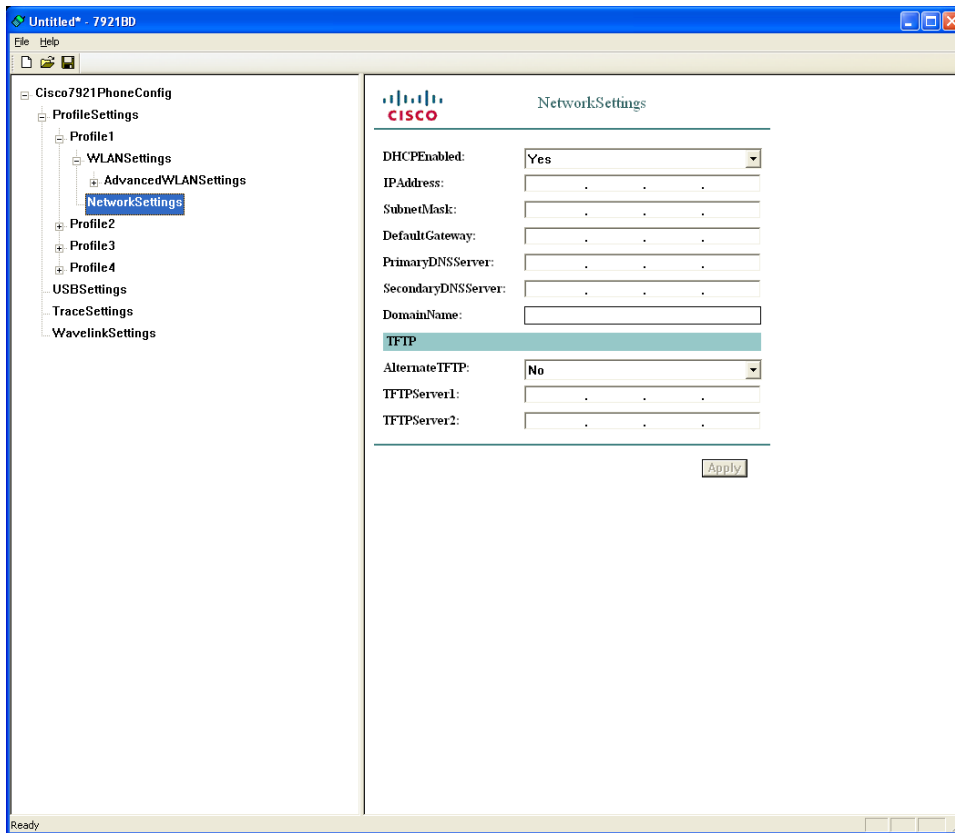 Untitled* - 7921BD
File Help
Cisco7921PhoneConfig
ProfileSettings
Profile1
WLANSettings
AdvancedWLANSettings
NetworkSettings
Profile2
Profile3
Profile4
USBSettings
TraceSettings
WavelinkSettings
CISCO
NetworkSettings
DHCPEnabled: Yes
IPAddress: . . .
SubnetMask: . . .
DefaultGateway: . . .
PrimaryDNSServer: . . .
SecondaryDNSServer: . . .
DomainName:
TFTP
AlternateTFTP: No
TFTPServer1: . . .
TFTPServer2: . . .
Apply
Ready